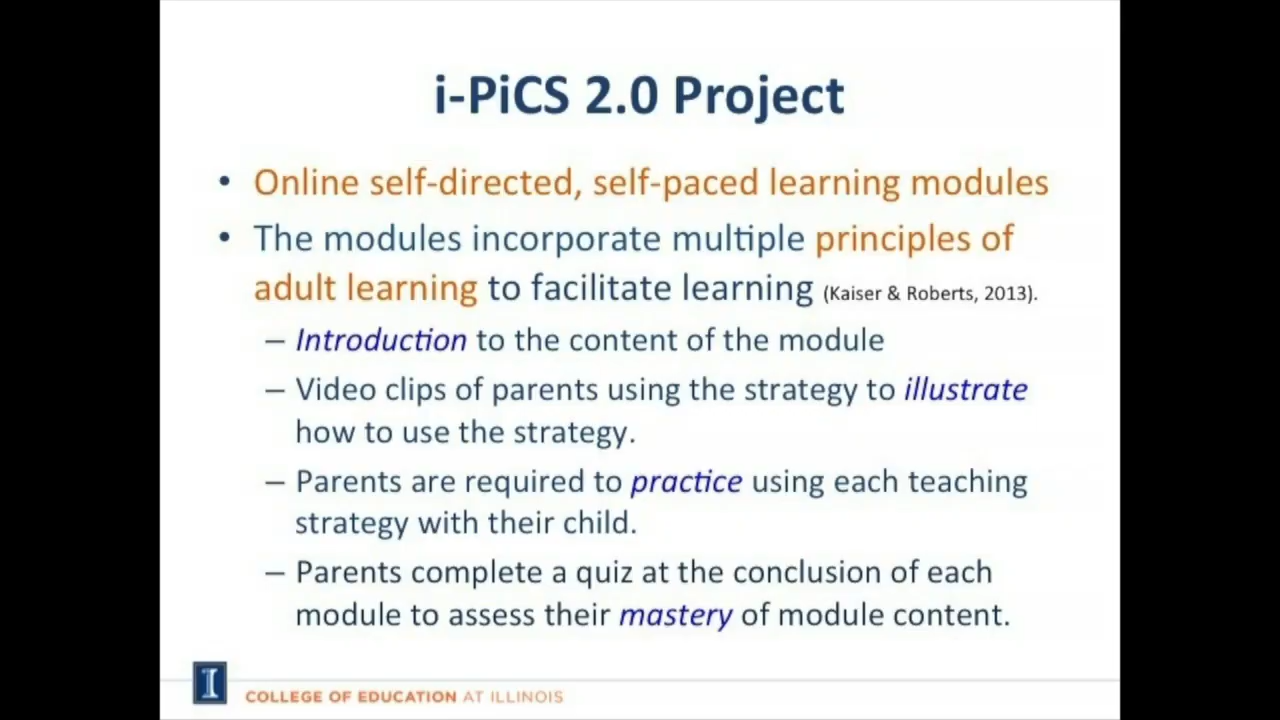 i-PiCS 2.0 Project
• Online self-directed, self-paced learning modules
• The modules incorporate multiple principles of
adult learning to facilitate learning (Kaiser & Roberts, 2013).
– Introduction to the content of the module
– Video clips of parents using the strategy to illustrate
how to use the strategy.
– Parents are required to practice using each teaching
strategy with their child.
– Parents complete a quiz at the conclusion of each
module to assess their mastery of module content.
I COLLEGE OF EDUCATION AT ILLINOIS